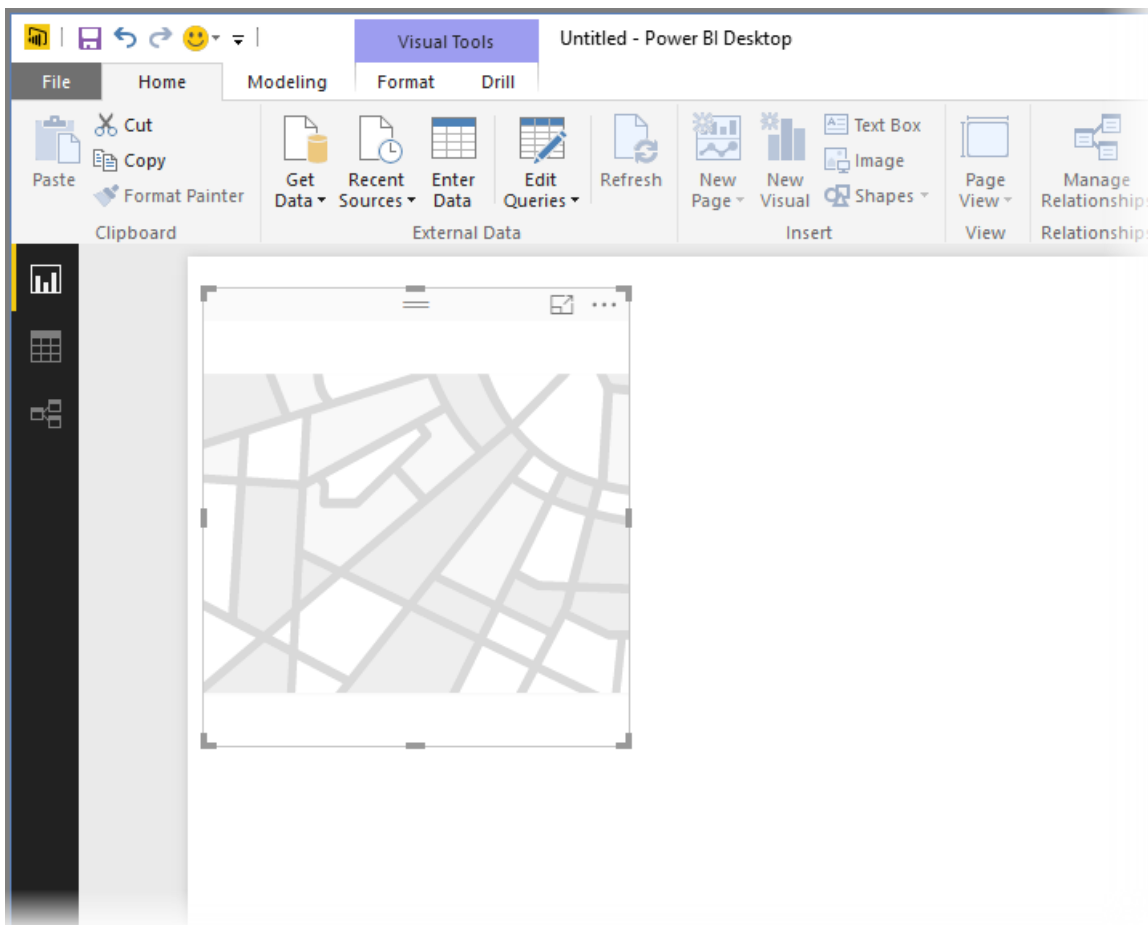 Visual Tools
Untitled - Power BI Desktop
File Home Modeling Format Drill
Paste
Cut
Copy
Format Painter
Get Data
Recent Sources
Enter Data
Edit Queries
Refresh
New Page
New Visual
Text Box
Image
Shapes
Page View
Manage Relationship
Clipboard External Data Insert View Relationship